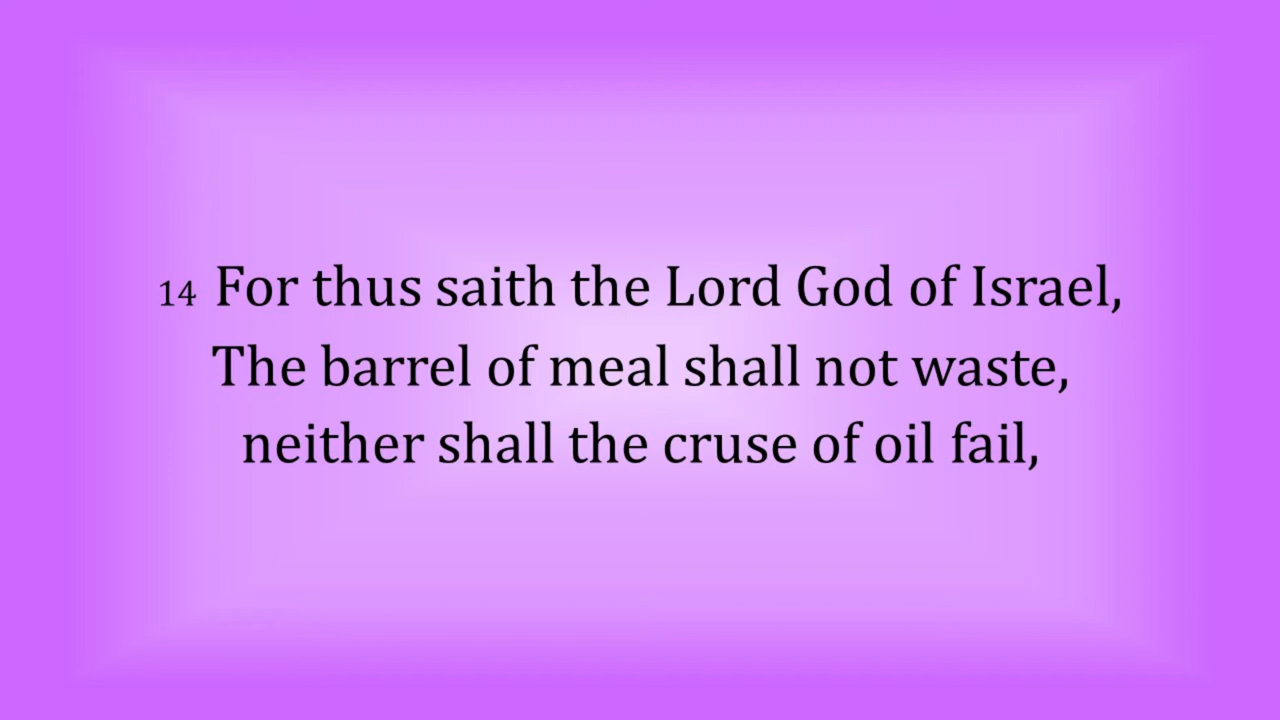 14 For thus saith the Lord God of Israel,
The barrel of meal shall not waste,
neither shall the cruse of oil fail,